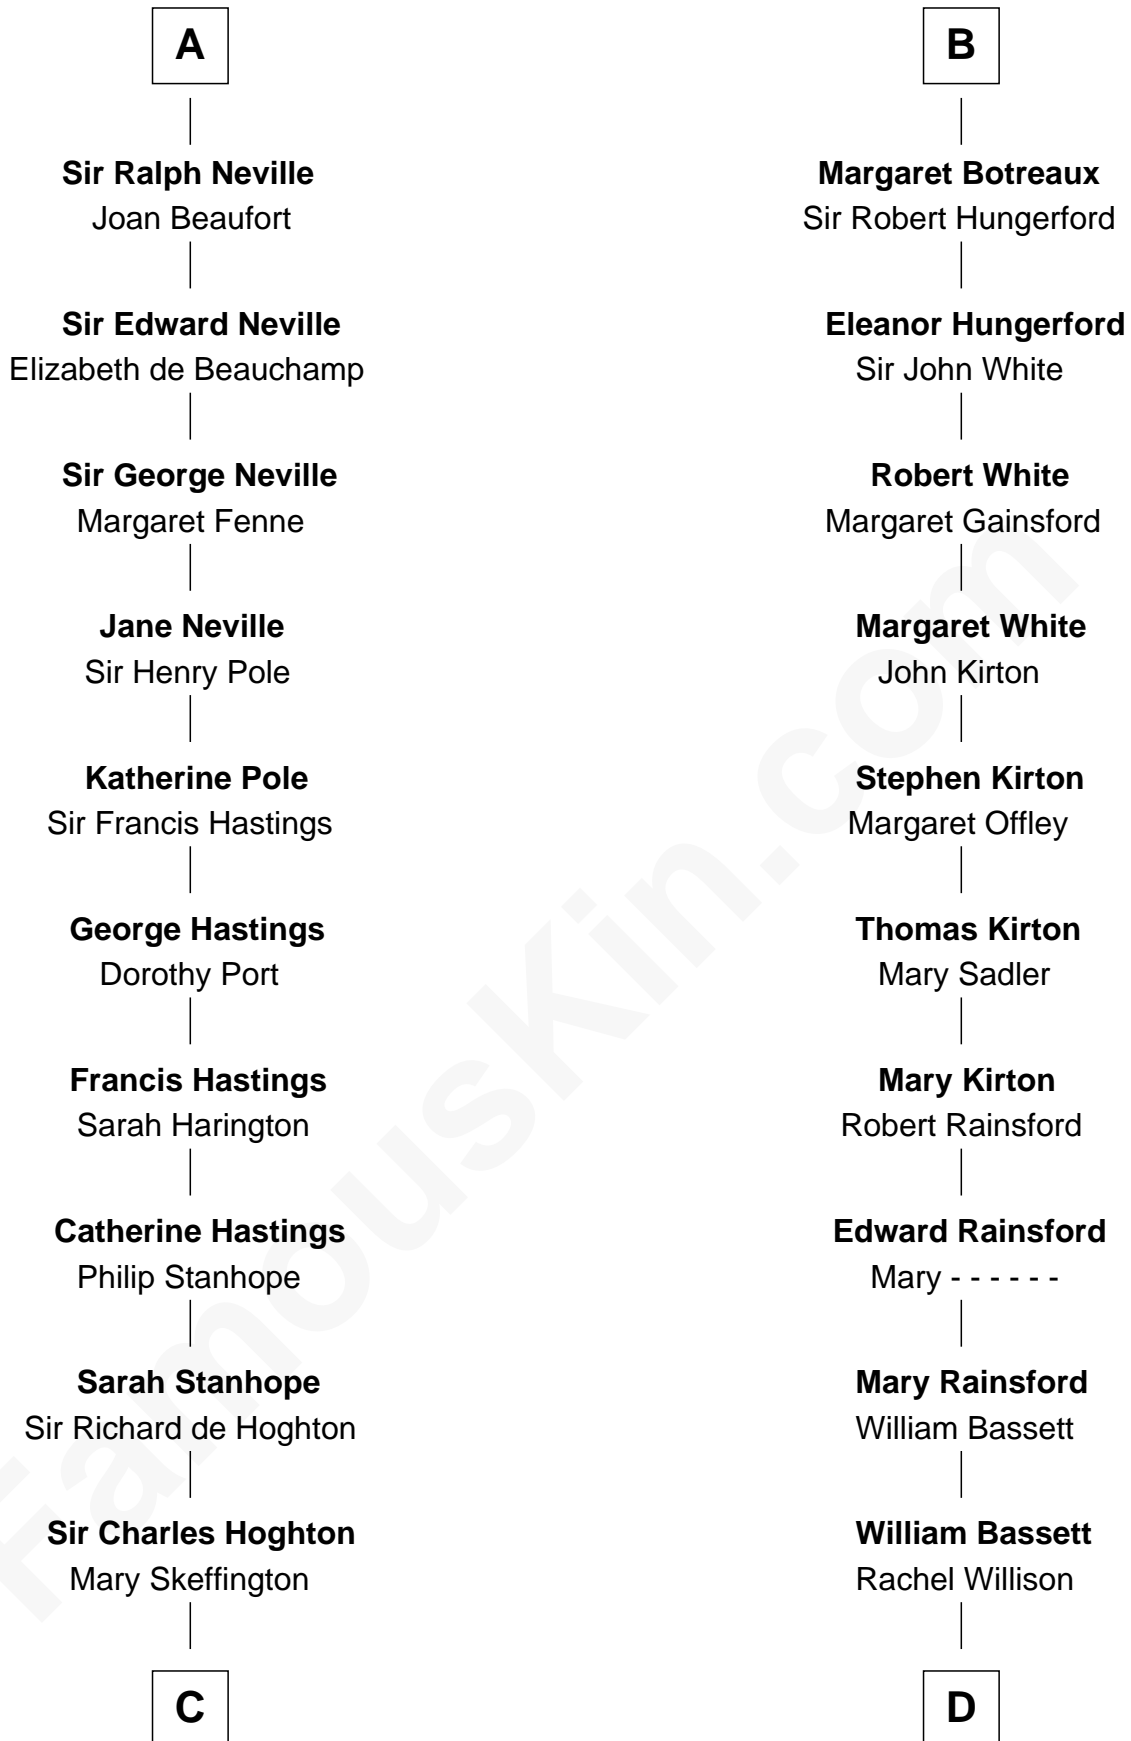 A
Sir Ralph Neville
Joan Beaufort
Sir Edward Neville
Elizabeth de Beauchamp
Sir George Neville
Margaret Fenne
Jane Neville
Sir Henry Pole
Katherine Pole
Sir Francis Hastings
George Hastings
Dorothy Port
Francis Hastings
Sarah Harington
Catherine Hastings
Philip Stanhope
Sarah Stanhope
Sir Richard de Hoghton
Sir Charles Hoghton
Mary Skeffington
C
B
Margaret Botreaux
Sir Robert Hungerford
Eleanor Hungerford
Sir John White
Robert White
Margaret Gainsford
Margaret White
John Kirton
Stephen Kirton
Margaret Offley
Thomas Kirton
Mary Sadler
Mary Kirton
Robert Rainsford
Edward Rainsford
Mary - - - - - -
Mary Rainsford
William Bassett
William Bassett
Rachel Willison
D
FamousKin.com